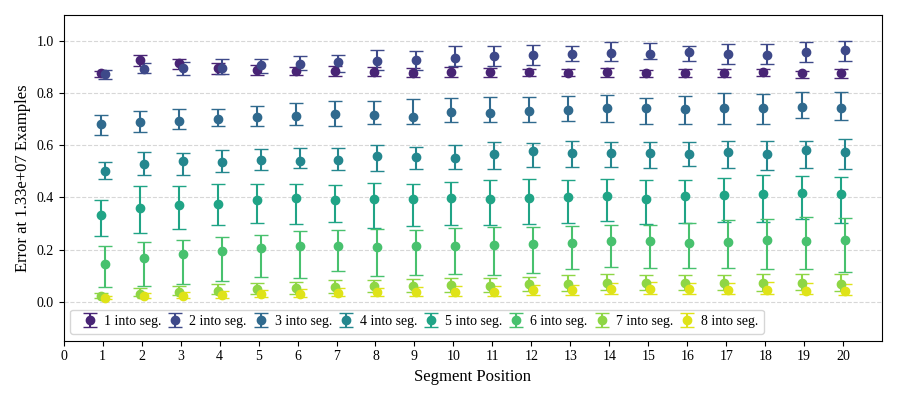 Error at 1.33e+07 Examples
1.0
0.8
0.6
0.4
0.2
0.0
1 into seg. 2 into seg. 3 into seg. 4 into seg. 5 into seg. 6 into seg. 7 into seg. 8 into seg.
0 1 2 3 4 5 6 7 8 9 10 11 12 13 14 15 16 17 18 19 20
Segment Position